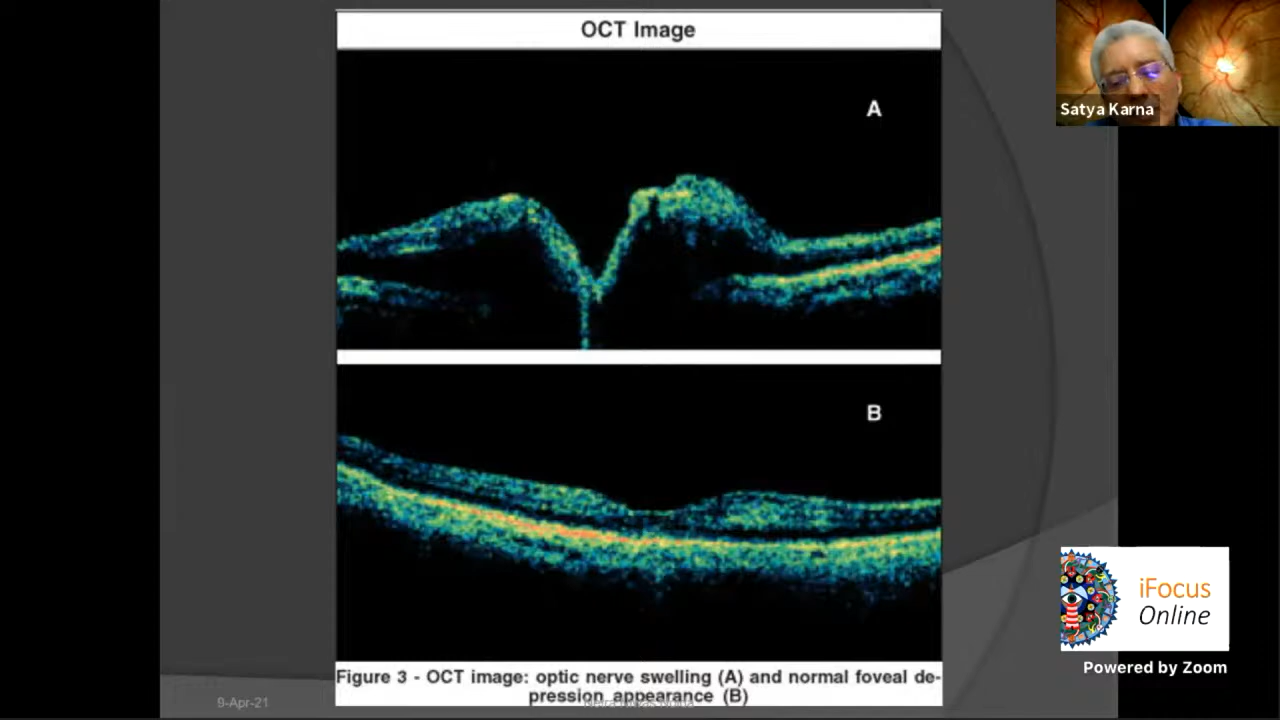 OCT Image
Satya Karna
A
B
iFocus
Online
Powered by Zoom
Figure 3 - OCT image: optic nerve swelling (A) and normal foveal de-
pression appearance (B)
9-Apr-21